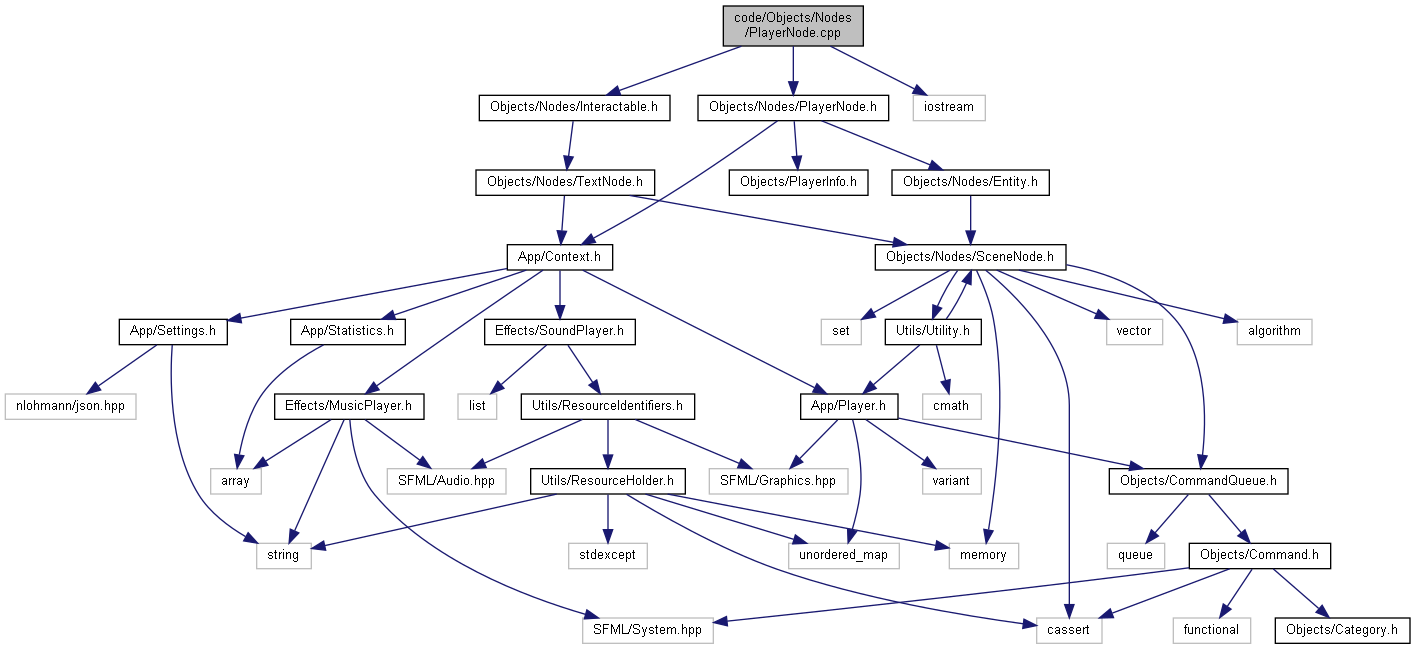 code/Objects/Nodes
/PlayerNode.cpp
Objects/Nodes/Interactable.h
Objects/Nodes/PlayerNode.h
iostream
Objects/Nodes/TextNode.h
Objects/PlayerInfo.h
Objects/Nodes/Entity.h
App/Context.h
Objects/Nodes/SceneNode.h
App/Settings.h
App/Statistics.h
Effects/SoundPlayer.h
set
Utils/Utility.h
vector
algorithm
nlohmann/json.hpp
Effects/MusicPlayer.h
list
Utils/ResourceIdentifiers.h
App/Player.h
cmath
array
SFML/Audio.hpp
Utils/ResourceHolder.h
SFML/Graphics.hpp
variant
Objects/CommandQueue.h
string
stdexcept
unordered_map
memory
queue
Objects/Command.h
SFML/System.hpp
cassert
functional
Objects/Category.h